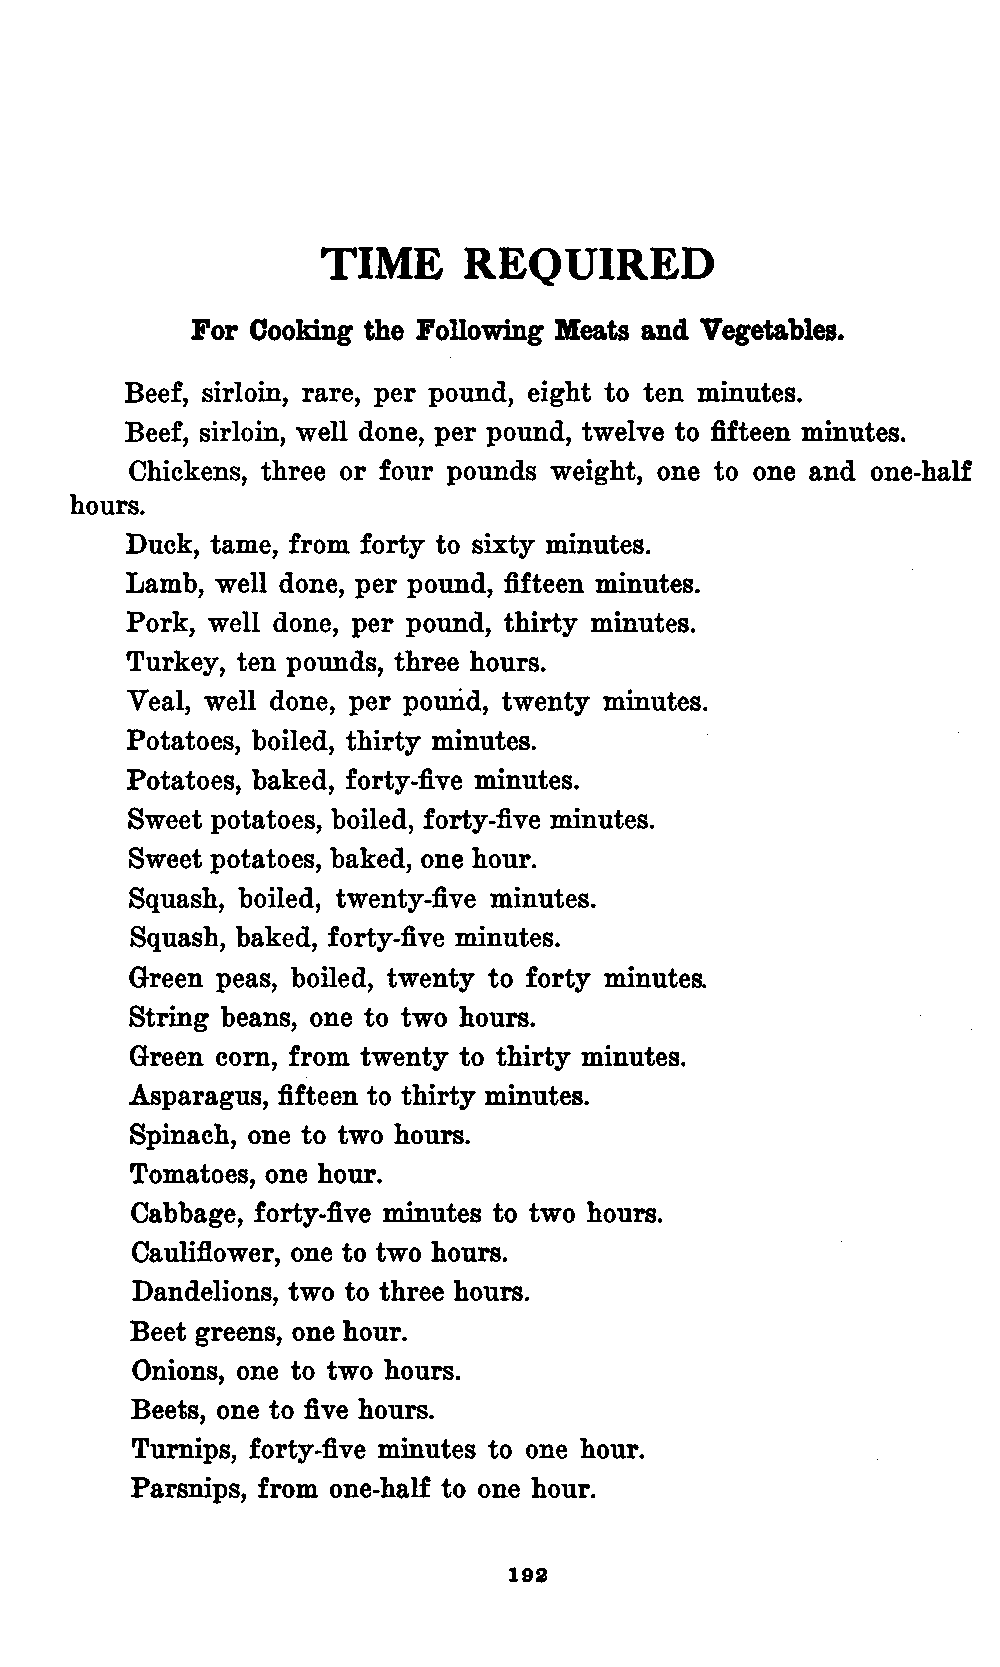 TIME REQUIRED
For Cooking the Following Meats and Vegetables.
Beef, sirloin, rare, per pound, eight to ten minutes.
Beef, sirloin, well done, per pound, twelve to fifteen minutes.
Chickens, three or four pounds weight, one to one and one-half
hours.
Duck, tame, from forty to sixty minutes.
Lamb, well done, per pound, fifteen minutes.
Pork, well done, per pound, thirty minutes.
Turkey, ten pounds, three hours.
Veal, well done, per pound, twenty minutes.
Potatoes, boiled, thirty minutes.
Potatoes, baked, forty-five minutes.
Sweet potatoes, boiled, forty-five minutes.
Sweet potatoes, baked, one hour.
Squash, boiled, twenty-five minutes.
Squash, baked, forty-five minutes.
Green peas, boiled, twenty to forty minutes.
String beans, one to two hours.
Green corn, from twenty to thirty minutes.
Asparagus, fifteen to thirty minutes.
Spinach, one to two hours.
Tomatoes, one hour.
Cabbage, forty-five minutes to two hours.
Cauliflower, one to two hours.
Dandelions, two to three hours.
Beet greens, one hour.
Onions, one to two hours.
Beets, one to five hours.
Turnips, forty-five minutes to one hour.
Parsnips, from one-half to one hour.
192